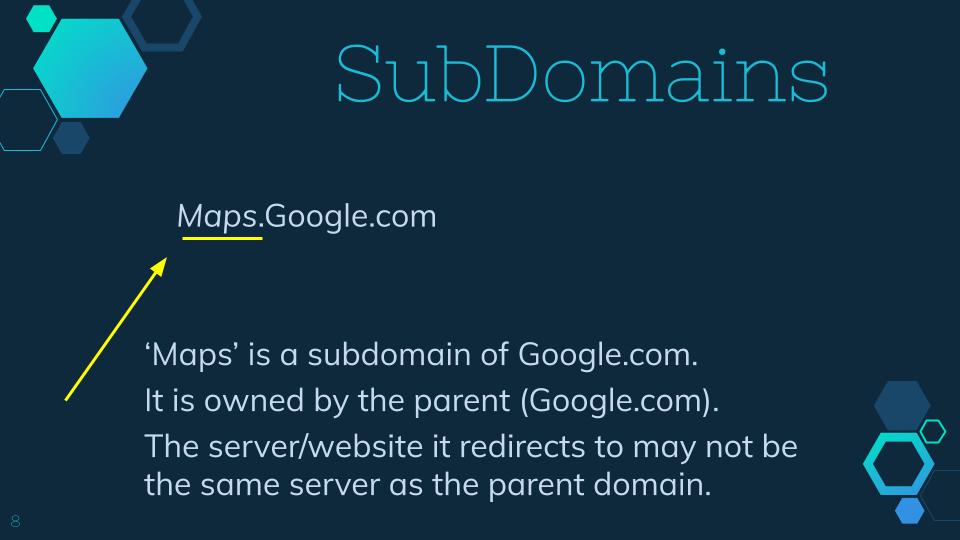 SubDomains
Maps.Google.com
‘Maps’ is a subdomain of Google.com.
It is owned by the parent (Google.com).
The server/website it redirects to may not be
the same server as the parent domain.
8